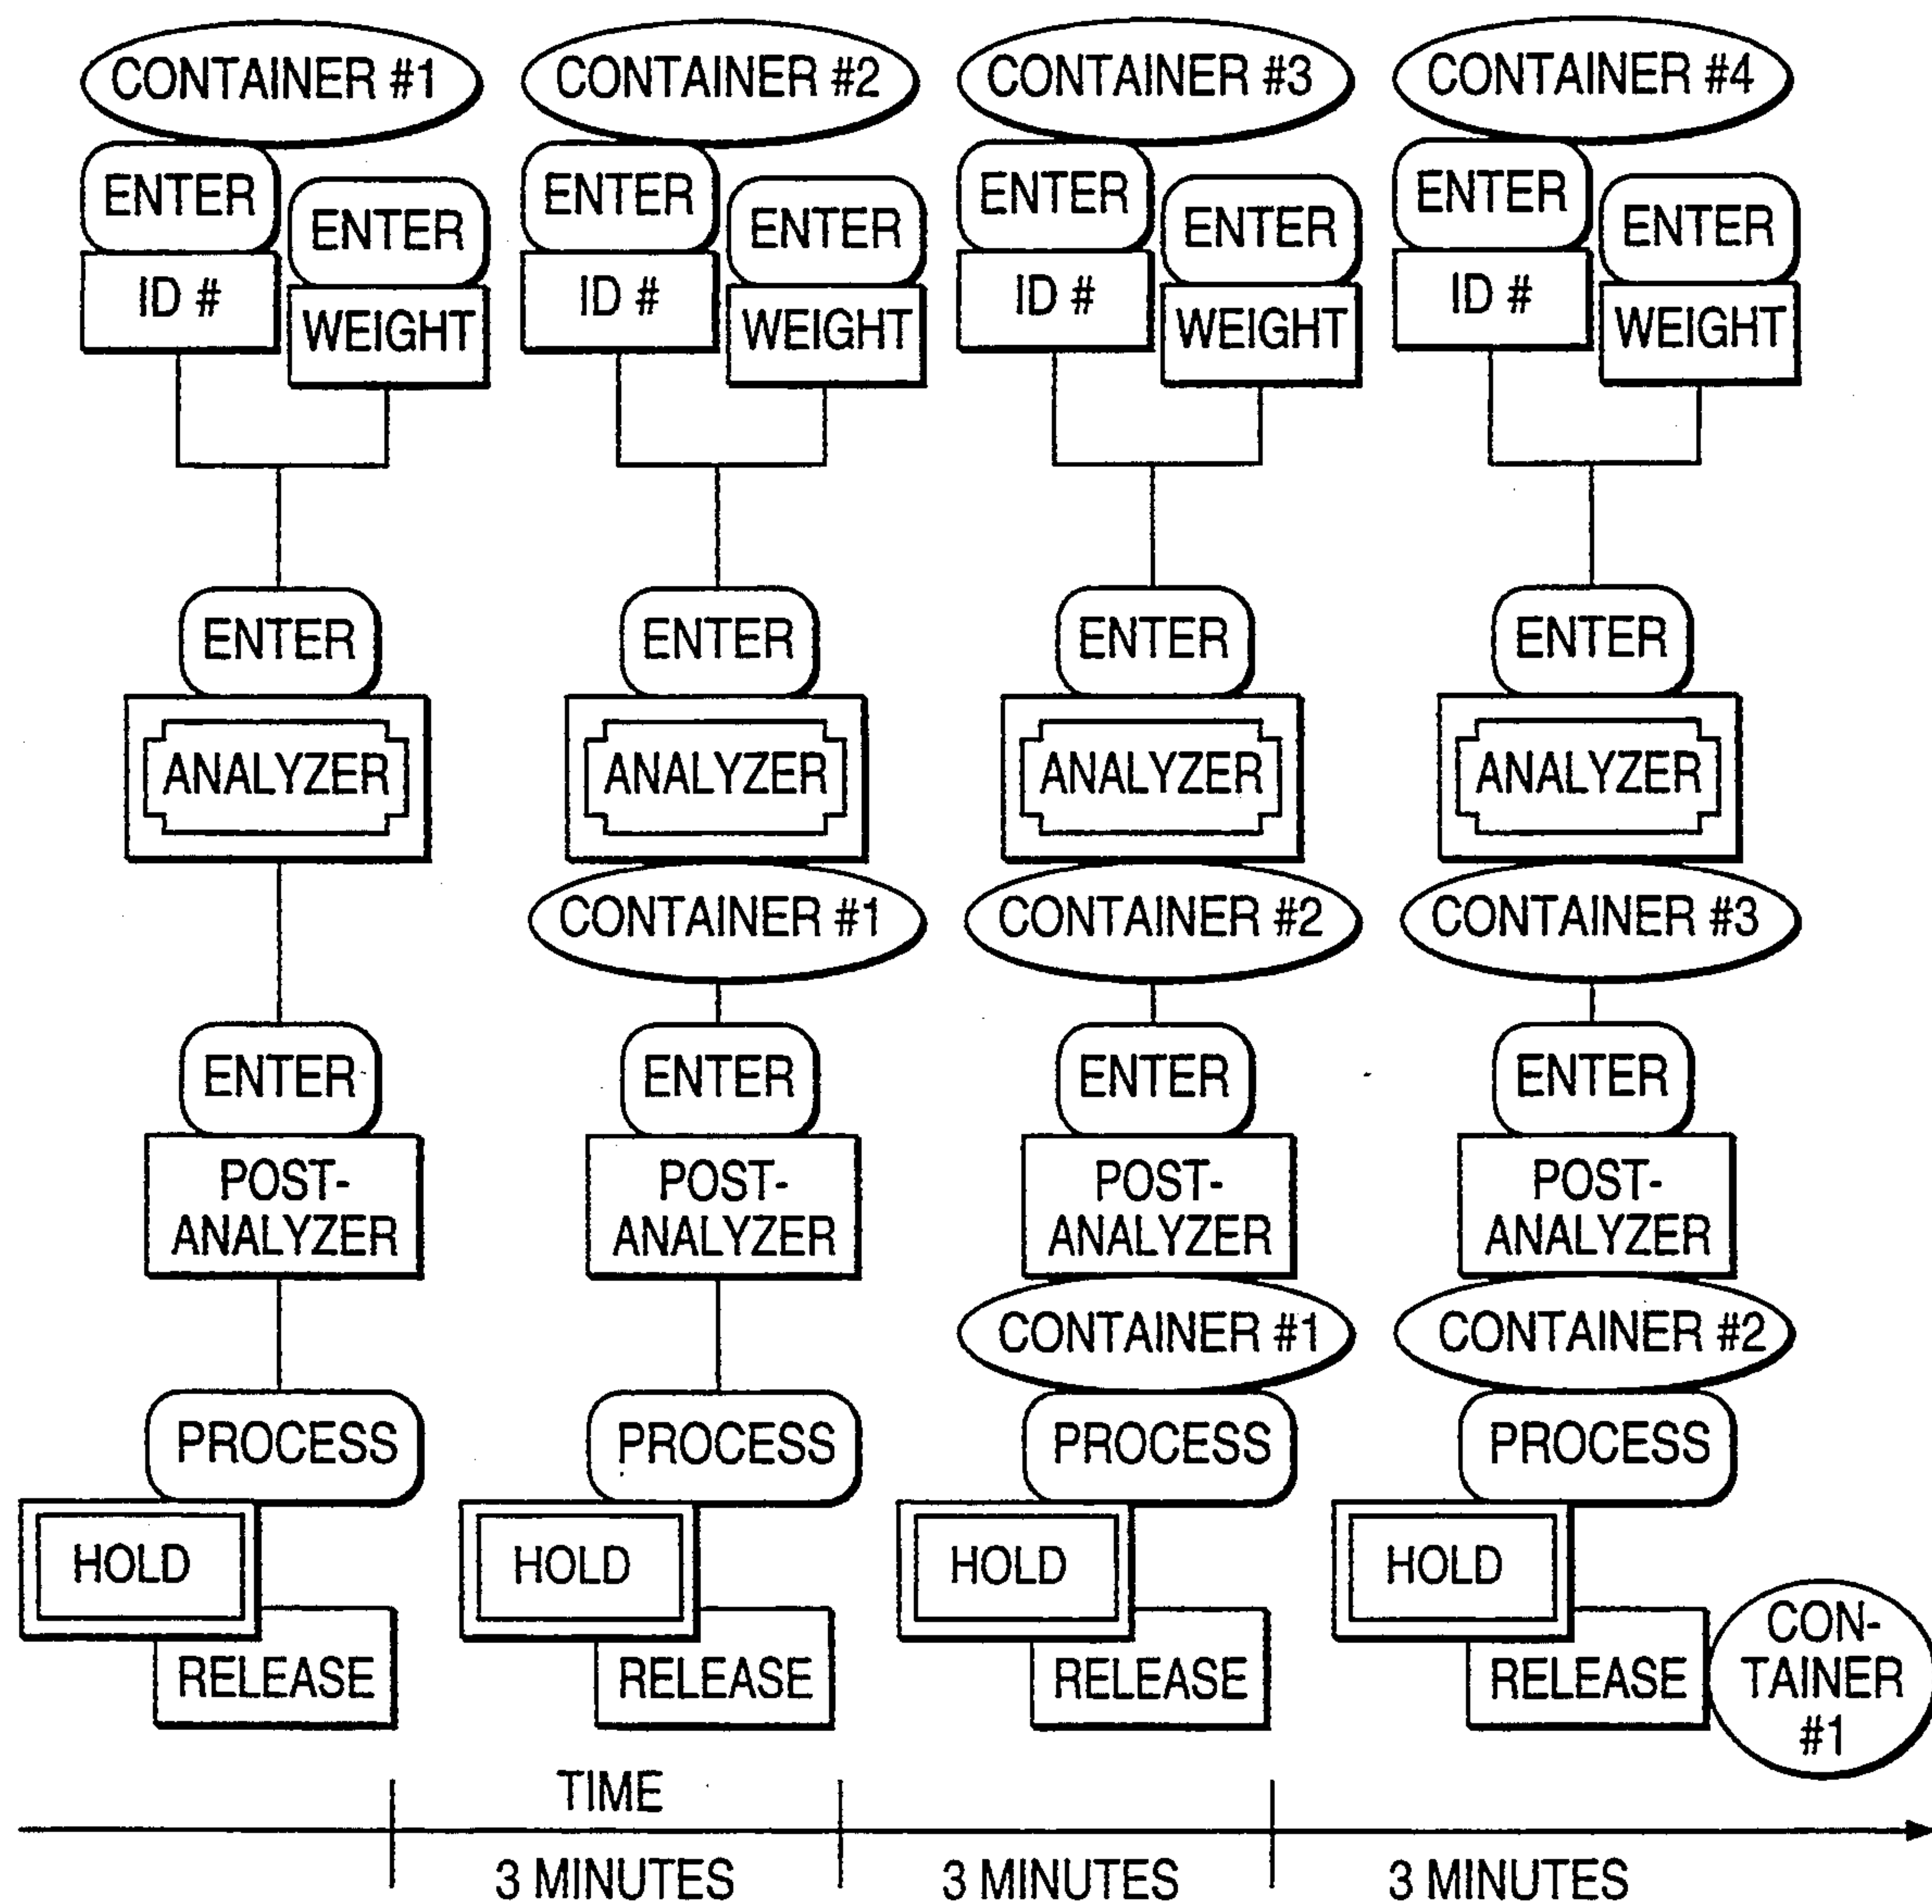 CONTAINER #1
CONTAINER #2
CONTAINER #3
CONTAINER #4
ENTER
ENTER
ENTER
ENTER
ENTER
ENTER
ENTER
ENTER
ID #
WEIGHT
ID #
WEIGHT
ID #
WEIGHT
ID #
WEIGHT
ENTER
ENTER
ENTER
ENTER
ANALYZER
ANALYZER
ANALYZER
ANALYZER
CONTAINER #1
CONTAINER #2
CONTAINER #3
ENTER
ENTER
ENTER
ENTER
POST-
ANALYZER
POST-
ANALYZER
POST-
ANALYZER
POST-
ANALYZER
CONTAINER #1
CONTAINER #2
PROCESS
PROCESS
PROCESS
PROCESS
HOLD
HOLD
HOLD
HOLD
RELEASE
RELEASE
RELEASE
RELEASE
CON-
TAINER
#1
TIME
3 MINUTES
3 MINUTES
3 MINUTES